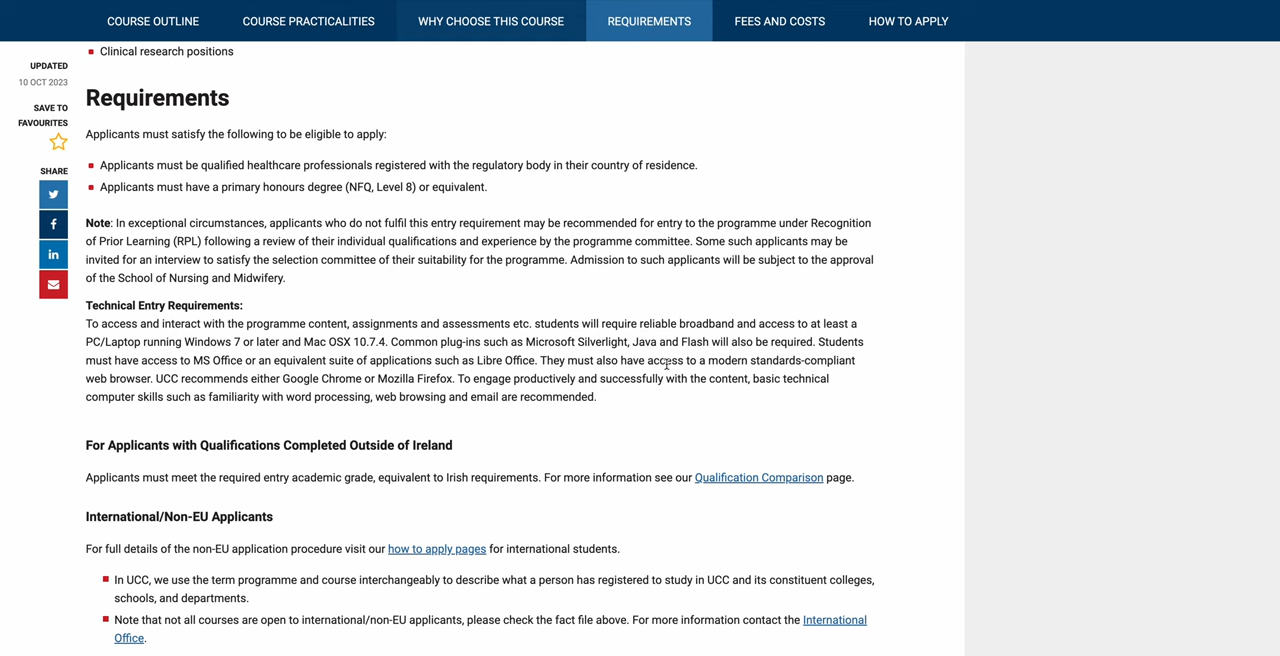 COURSE OUTLINE
COURSE PRACTICALITIES
WHY CHOOSE THIS COURSE
REQUIREMENTS
FEES AND COSTS
HOW TO APPLY
UPDATED
10 OCT 2023
SAVE TO
FAVOURITES
SHARE
Clinical research positions
Requirements
Applicants must satisfy the following to be eligible to apply:
Applicants must be qualified healthcare professionals registered with the regulatory body in their country of residence.
Applicants must have a primary honours degree (NFQ, Level 8) or equivalent.
Note: In exceptional circumstances, applicants who do not fulfil this entry requirement may be recommended for entry to the programme under Recognition
of Prior Learning (RPL) following a review of their individual qualifications and experience by the programme committee. Some such applicants may be
invited for an interview to satisfy the selection committee of their suitability for the programme. Admission to such applicants will be subject to the approval
of the School of Nursing and Midwifery.
Technical Entry Requirements:
To access and interact with the programme content, assignments and assessments etc. students will require reliable broadband and access to at least a
PC/Laptop running Windows 7 or later and Mac OSX 10.7.4. Common plug-ins such as Microsoft Silverlight, Java and Flash will also be required. Students
must have access to MS Office or an equivalent suite of applications such as Libre Office. They must also have access to a modern standards-compliant
web browser. UCC recommends either Google Chrome or Mozilla Firefox. To engage productively and successfully with the content, basic technical
computer skills such as familiarity with word processing, web browsing and email are recommended.
For Applicants with Qualifications Completed Outside of Ireland
Applicants must meet the required entry academic grade, equivalent to Irish requirements. For more information see our Qualification Comparison page.
International/Non-EU Applicants
For full details of the non-EU application procedure visit our how to apply pages for international students.
In UCC, we use the term programme and course interchangeably to describe what a person has registered to study in UCC and its constituent colleges,
schools, and departments.
Note that not all courses are open to international/non-EU applicants, please check the fact file above. For more information contact the International
Office.